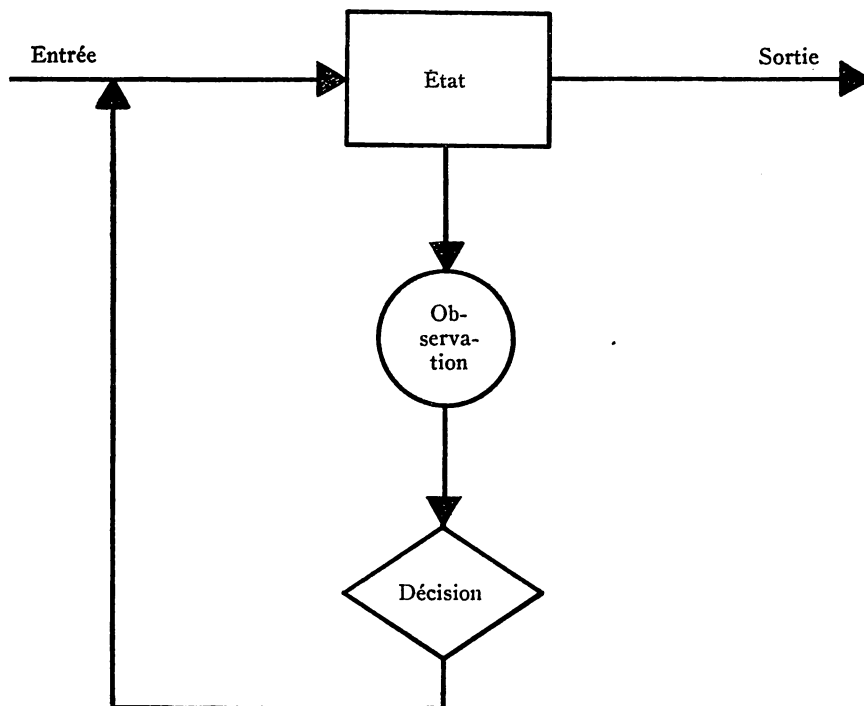 Entrée
État
Sortie
Ob-
serva-
tion
Décision